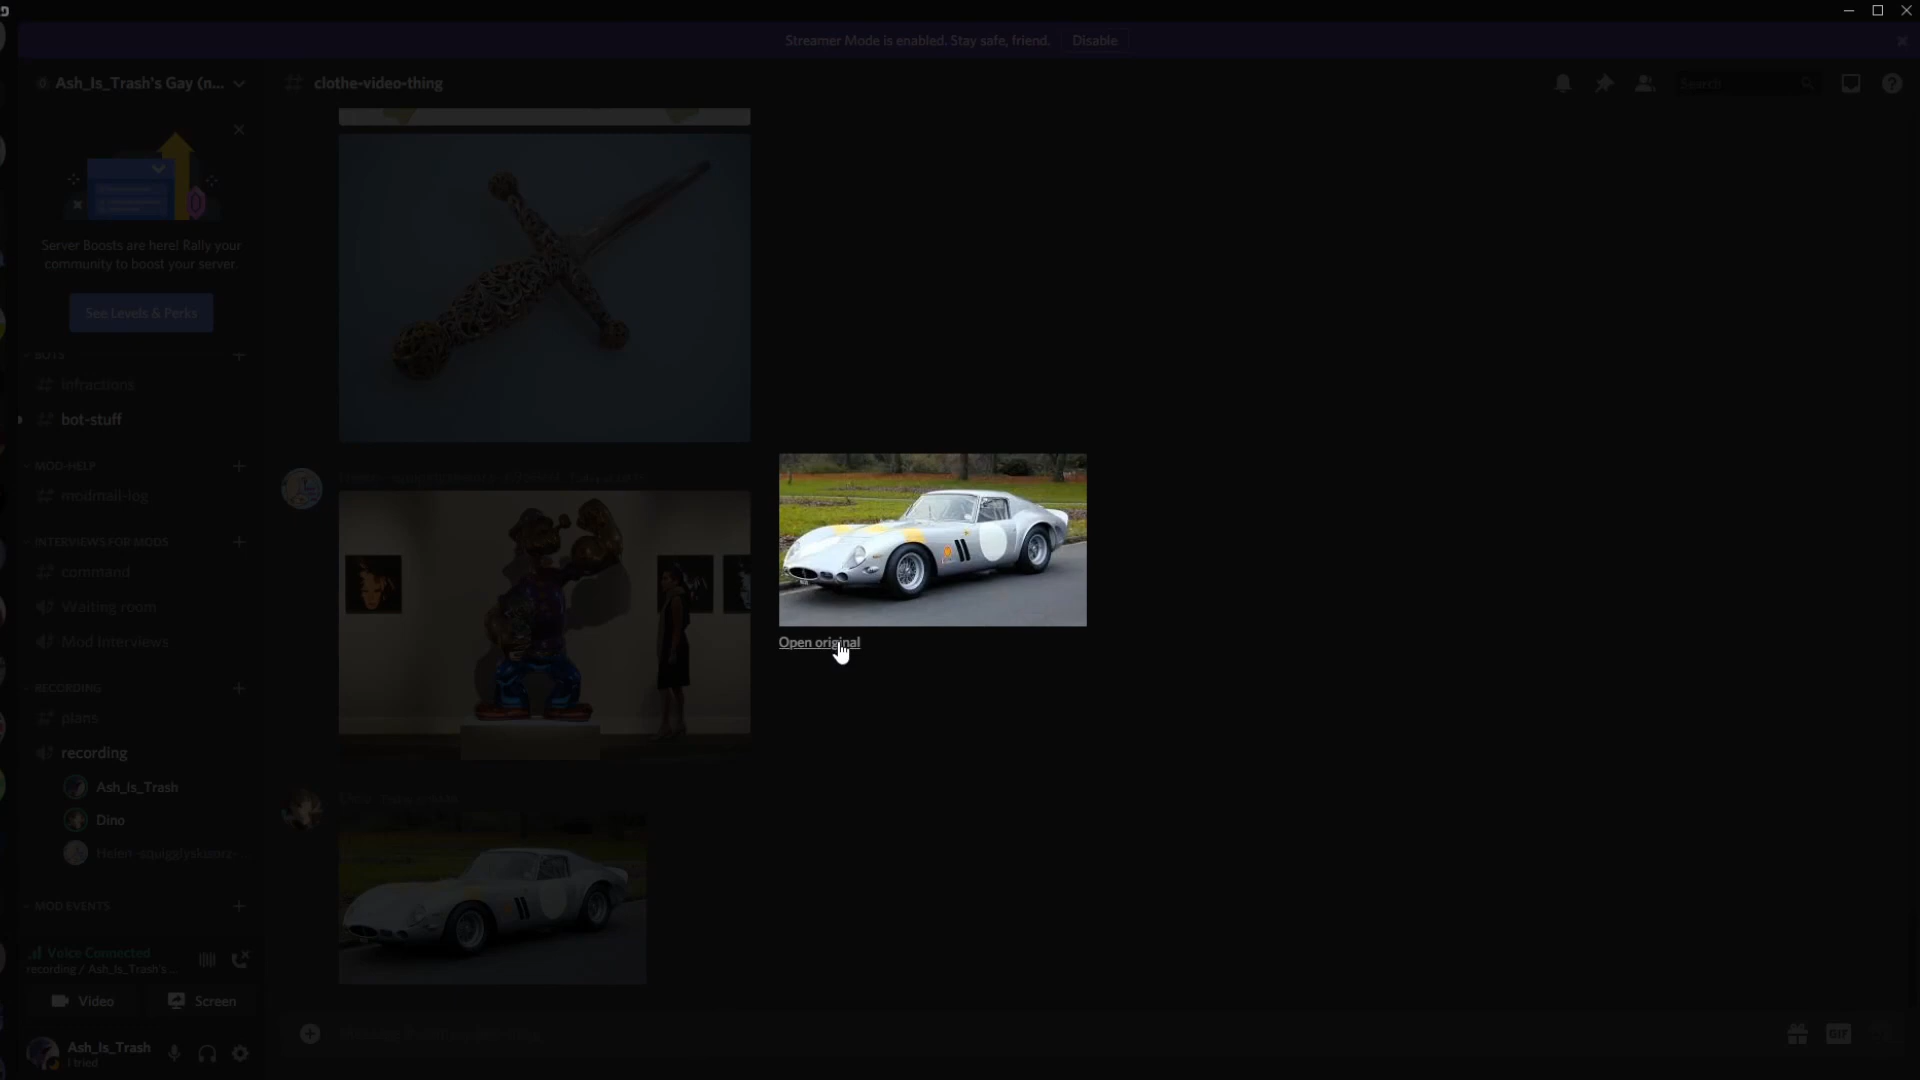 Streamer Mode is enabled. Stay safe, friend.
Disable
Ash_Is_Trash's Gay (n...
clothe-video-thing
Search
Server Boosts are here! Rally your
community to boost your server.
See Levels & Perks
BOTS
infractions
bot-stuff
MOD-HELP
modmail-log
INTERVIEWS FOR MODS
command
Waiting room
Mod Interviews
RECORDING
plans
recording
Ash_Is_Trash
Dino
Open original
MOD EVENTS
Voice Connected
recording / Ash_Is_Trash's ...
Video
Screen
Ash_Is_Trash
I tried
GIF